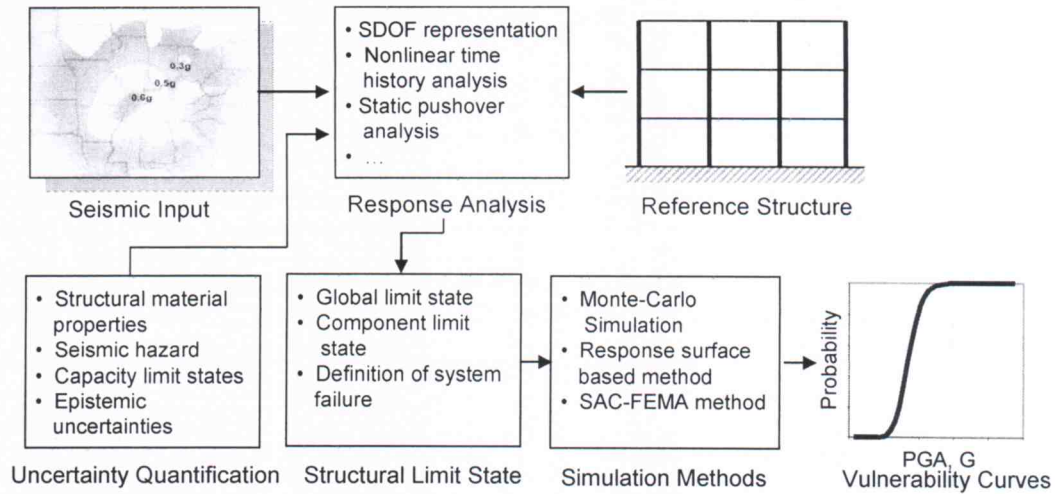 0.3g
0.5g
0.6g
Seismic Input
• SDOF representation
• Nonlinear time
history analysis
• Static pushover
analysis
• ...
Response Analysis
Reference Structure
• Structural material
properties
• Seismic hazard
• Capacity limit states
• Epistemic
uncertainties
Uncertainty Quantification
• Global limit state
• Component limit
state
• Definition of system
failure
Structural Limit State
• Monte-Carlo
Simulation
• Response surface
based method
• SAC-FEMA method
Simulation Methods
Probability
PGA, G
Vulnerability Curves